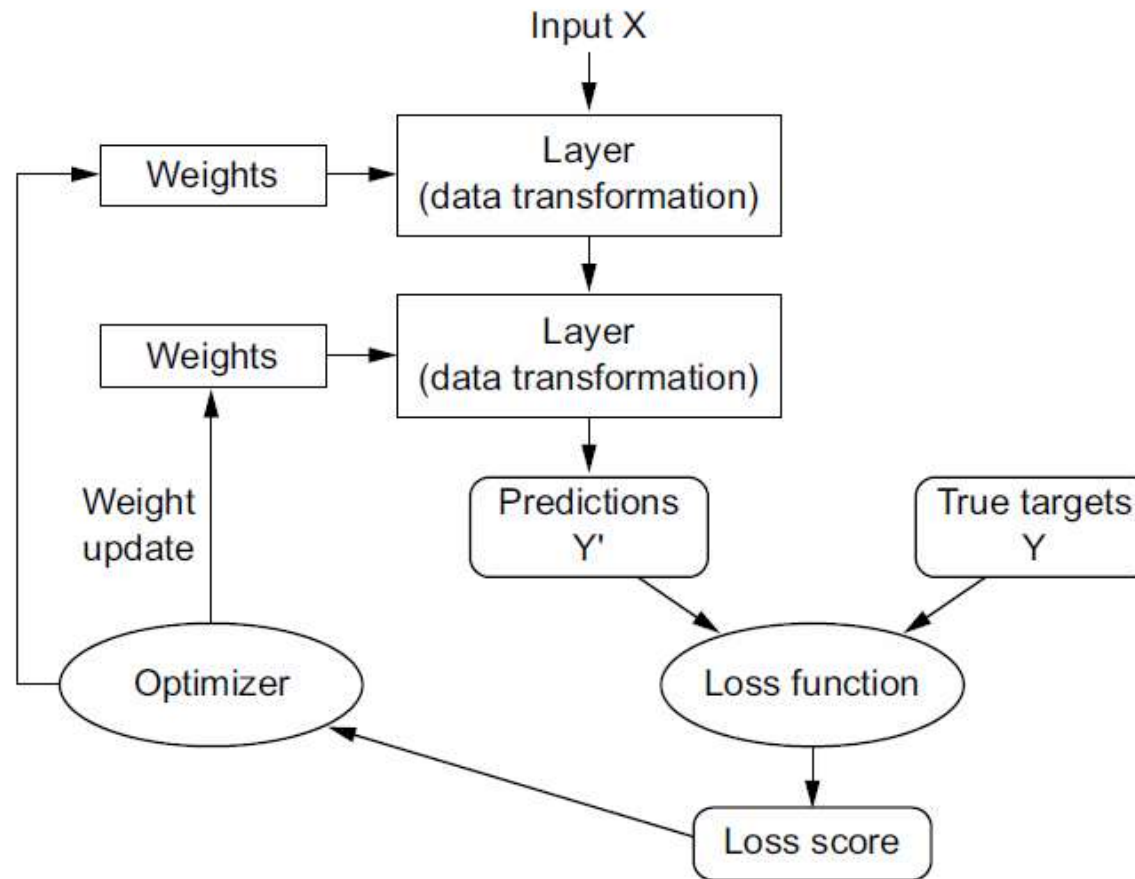 Input X
Weights
Layer
(data transformation)
Weights
Layer
(data transformation)
Weight
update
Predictions
Y'
True targets
Y
Optimizer
Loss function
Loss score